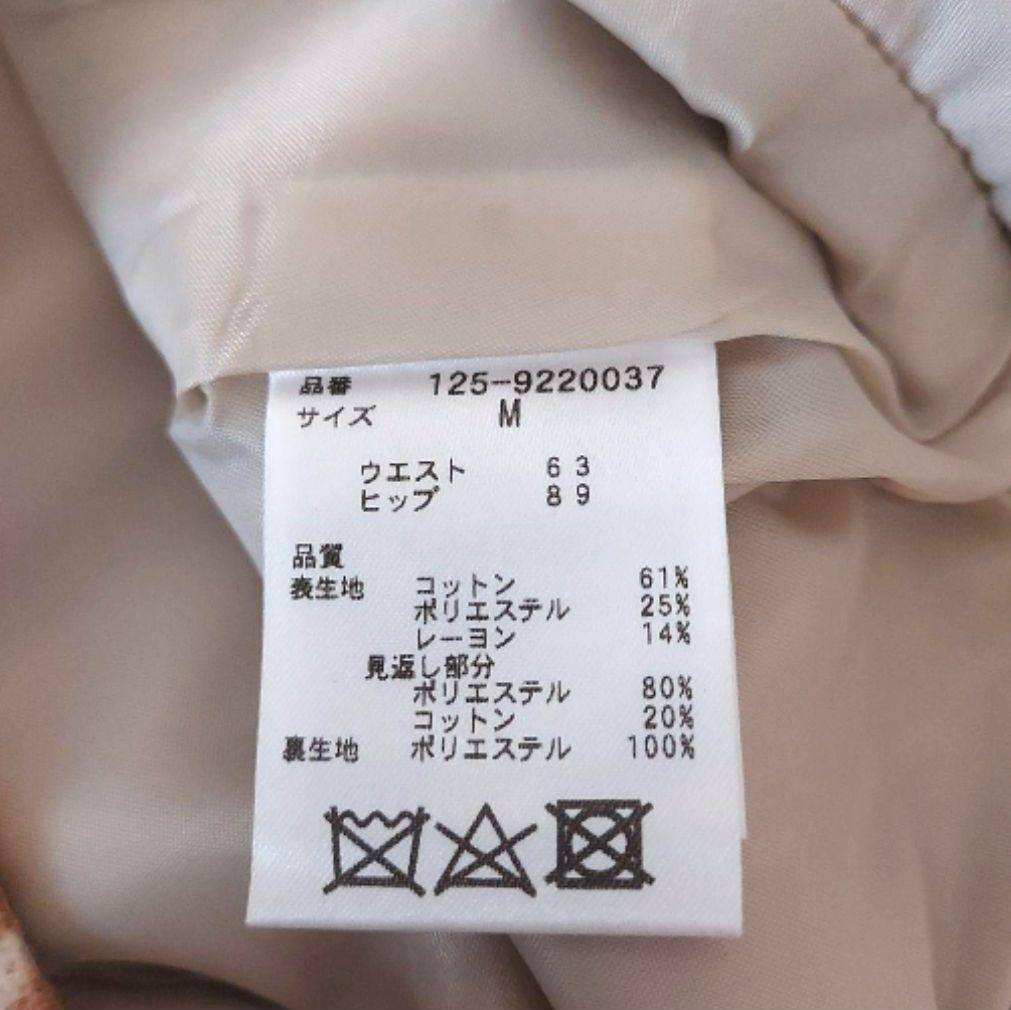 品番 125-9220037
サイズ M
ウエスト 63
ヒップ 89
品質
表生地 コットン 61%
ポリエステル 25%
レーヨン 14%
見返し部分
ポリエステル 80%
コットン 20%
裏生地 ポリエステル 100%